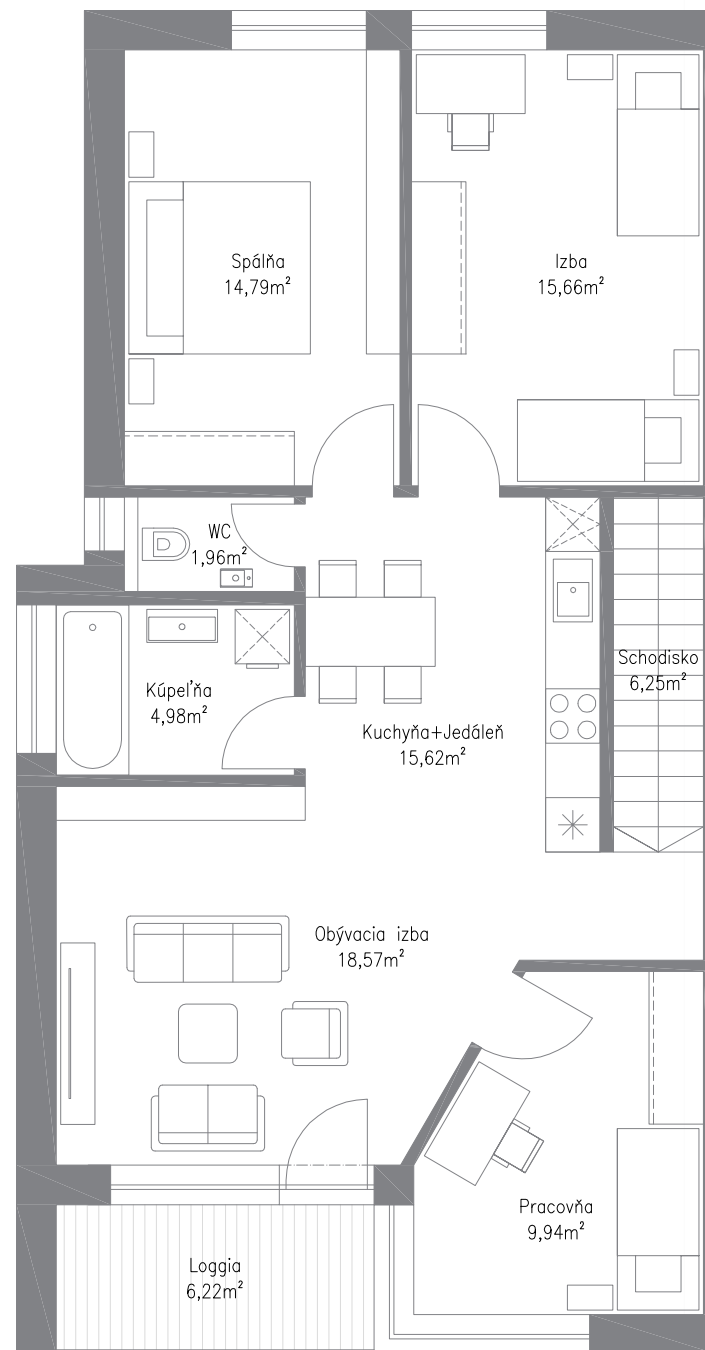 Spálňa
14,79m²
Izba
15,66m²
WC
1,96m²
Kúpeľňa
4,98m²
Schodisko
6,25m²
Kuchyňa+Jedáleň
15,62m²
Obývacia izba
18,57m²
Pracovňa
9,94m²
Loggia
6,22m²